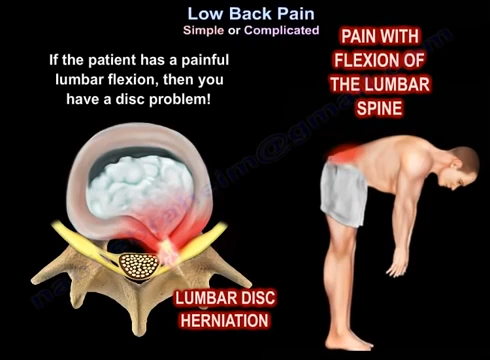 Low Back Pain
Simple or Complicated
If the patient has a painful
lumbar flexion, then you
have a disc problem!
PAIN WITH
FLEXION OF
THE LUMBAR
SPINE
LUMBAR DISC
HERNIATION